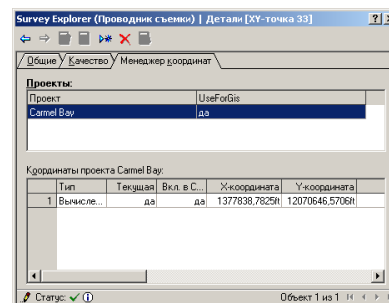 Survey Explorer (Проводник съемки) | Детали [XY-точка 33]
Общие Качество Менеджер координат
Проекты:
Проект UseForGis
Carmel Bay да
Координаты проекта Carmel Bay:
Тип Текущая Вкл. в С... X-координата Y-координата
1 Вычисле... да да 1377838,7825ft 12070646,5706ft
Статус: Объект 1 из 1